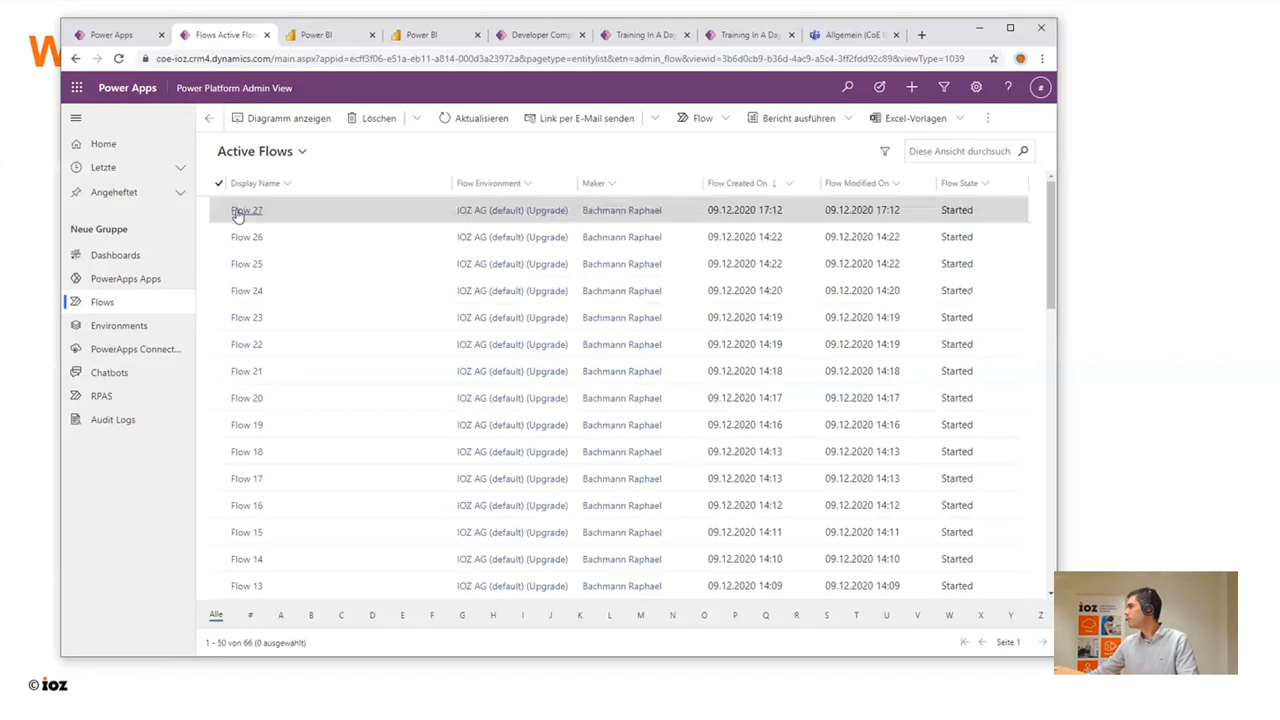 W
Power Apps
Flows Active Flo
Power BI
Power BI
Developer Comp
Training In A Da
Training In A Day
Allgemein (CoE
coe-ioz.crm4.dynamics.com/main.aspx?appid=ecff3f06-e51a-eb11-a814-000d3a23972a&pagetype=entitylist&etn=admin_flow&viewid=3b6d0cb9-b36d-4ac9-a5c4-3f2fdd92c89&viewType=1039
Power Apps Power Platform Admin View
Diagramm anzeigen Löschen Aktualisieren Link per E-Mail senden Flow Bericht ausführen Excel-Vorlagen
Home
Letzte
Angeheftet
Neue Gruppe
Dashboards
PowerApps Apps
Flows
Environments
PowerApps Connect...
Chatbots
RPAS
Audit Logs
Active Flows
Diese Ansicht durchsuch
Display Name Flow Environment Maker Flow Created On ↓ Flow Modified On Flow State
Flow 27 IOZ AG (default) (Upgrade) Bachmann Raphael 09.12.2020 17:12 09.12.2020 17:12 Started
Flow 26 IOZ AG (default) (Upgrade) Bachmann Raphael 09.12.2020 14:22 09.12.2020 14:22 Started
Flow 25 IOZ AG (default) (Upgrade) Bachmann Raphael 09.12.2020 14:22 09.12.2020 14:22 Started
Flow 24 IOZ AG (default) (Upgrade) Bachmann Raphael 09.12.2020 14:20 09.12.2020 14:20 Started
Flow 23 IOZ AG (default) (Upgrade) Bachmann Raphael 09.12.2020 14:19 09.12.2020 14:19 Started
Flow 22 IOZ AG (default) (Upgrade) Bachmann Raphael 09.12.2020 14:19 09.12.2020 14:19 Started
Flow 21 IOZ AG (default) (Upgrade) Bachmann Raphael 09.12.2020 14:18 09.12.2020 14:18 Started
Flow 20 IOZ AG (default) (Upgrade) Bachmann Raphael 09.12.2020 14:17 09.12.2020 14:17 Started
Flow 19 IOZ AG (default) (Upgrade) Bachmann Raphael 09.12.2020 14:16 09.12.2020 14:16 Started
Flow 18 IOZ AG (default) (Upgrade) Bachmann Raphael 09.12.2020 14:13 09.12.2020 14:13 Started
Flow 17 IOZ AG (default) (Upgrade) Bachmann Raphael 09.12.2020 14:13 09.12.2020 14:13 Started
Flow 16 IOZ AG (default) (Upgrade) Bachmann Raphael 09.12.2020 14:12 09.12.2020 14:12 Started
Flow 15 IOZ AG (default) (Upgrade) Bachmann Raphael 09.12.2020 14:11 09.12.2020 14:11 Started
Flow 14 IOZ AG (default) (Upgrade) Bachmann Raphael 09.12.2020 14:10 09.12.2020 14:10 Started
Flow 13 IOZ AG (default) (Upgrade) Bachmann Raphael 09.12.2020 14:09 09.12.2020 14:09 Started
Alle # A B C D E F G H I J K L M N O P Q R S T U V W X Y Z
1 - 50 von 66 (0 ausgewählt)
Seite 1
ioz
© ioz